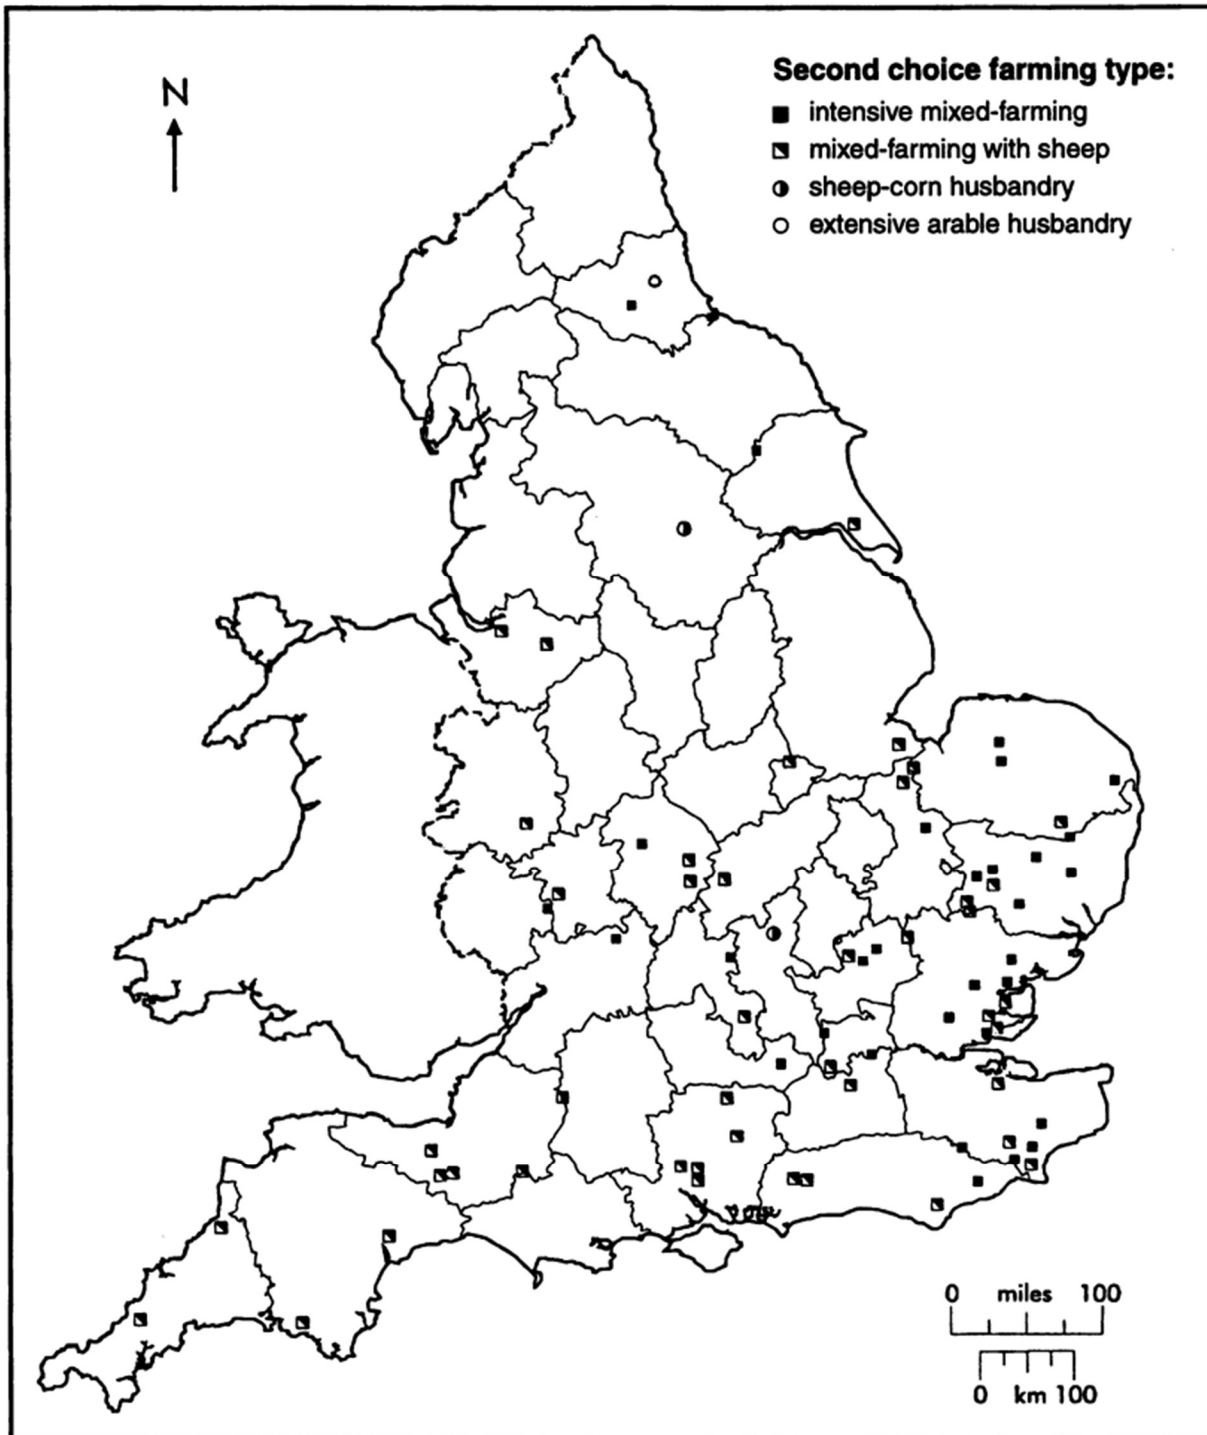 N
Second choice farming type:
intensive mixed-farming
mixed-farming with sheep
sheep-corn husbandry
extensive arable husbandry
0 miles 100
0 km 100